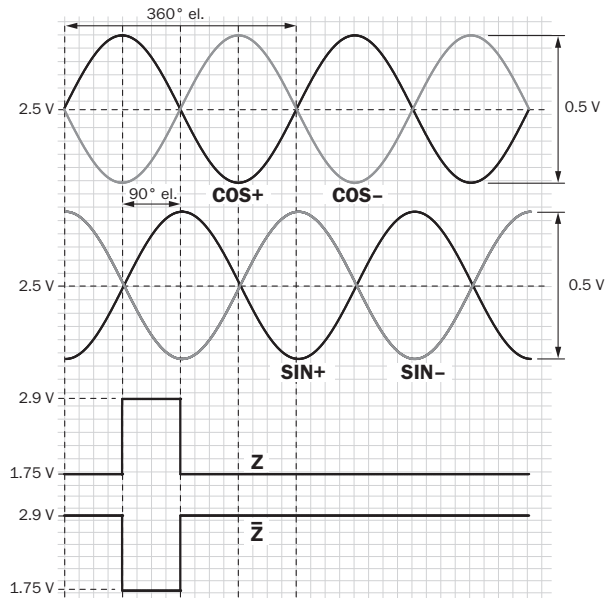 360° el.
2.5 V
0.5 V
90° el.
COS+
COS–
2.5 V
0.5 V
SIN+
SIN–
2.9 V
Z
1.75 V
2.9 V
Z̅
1.75 V